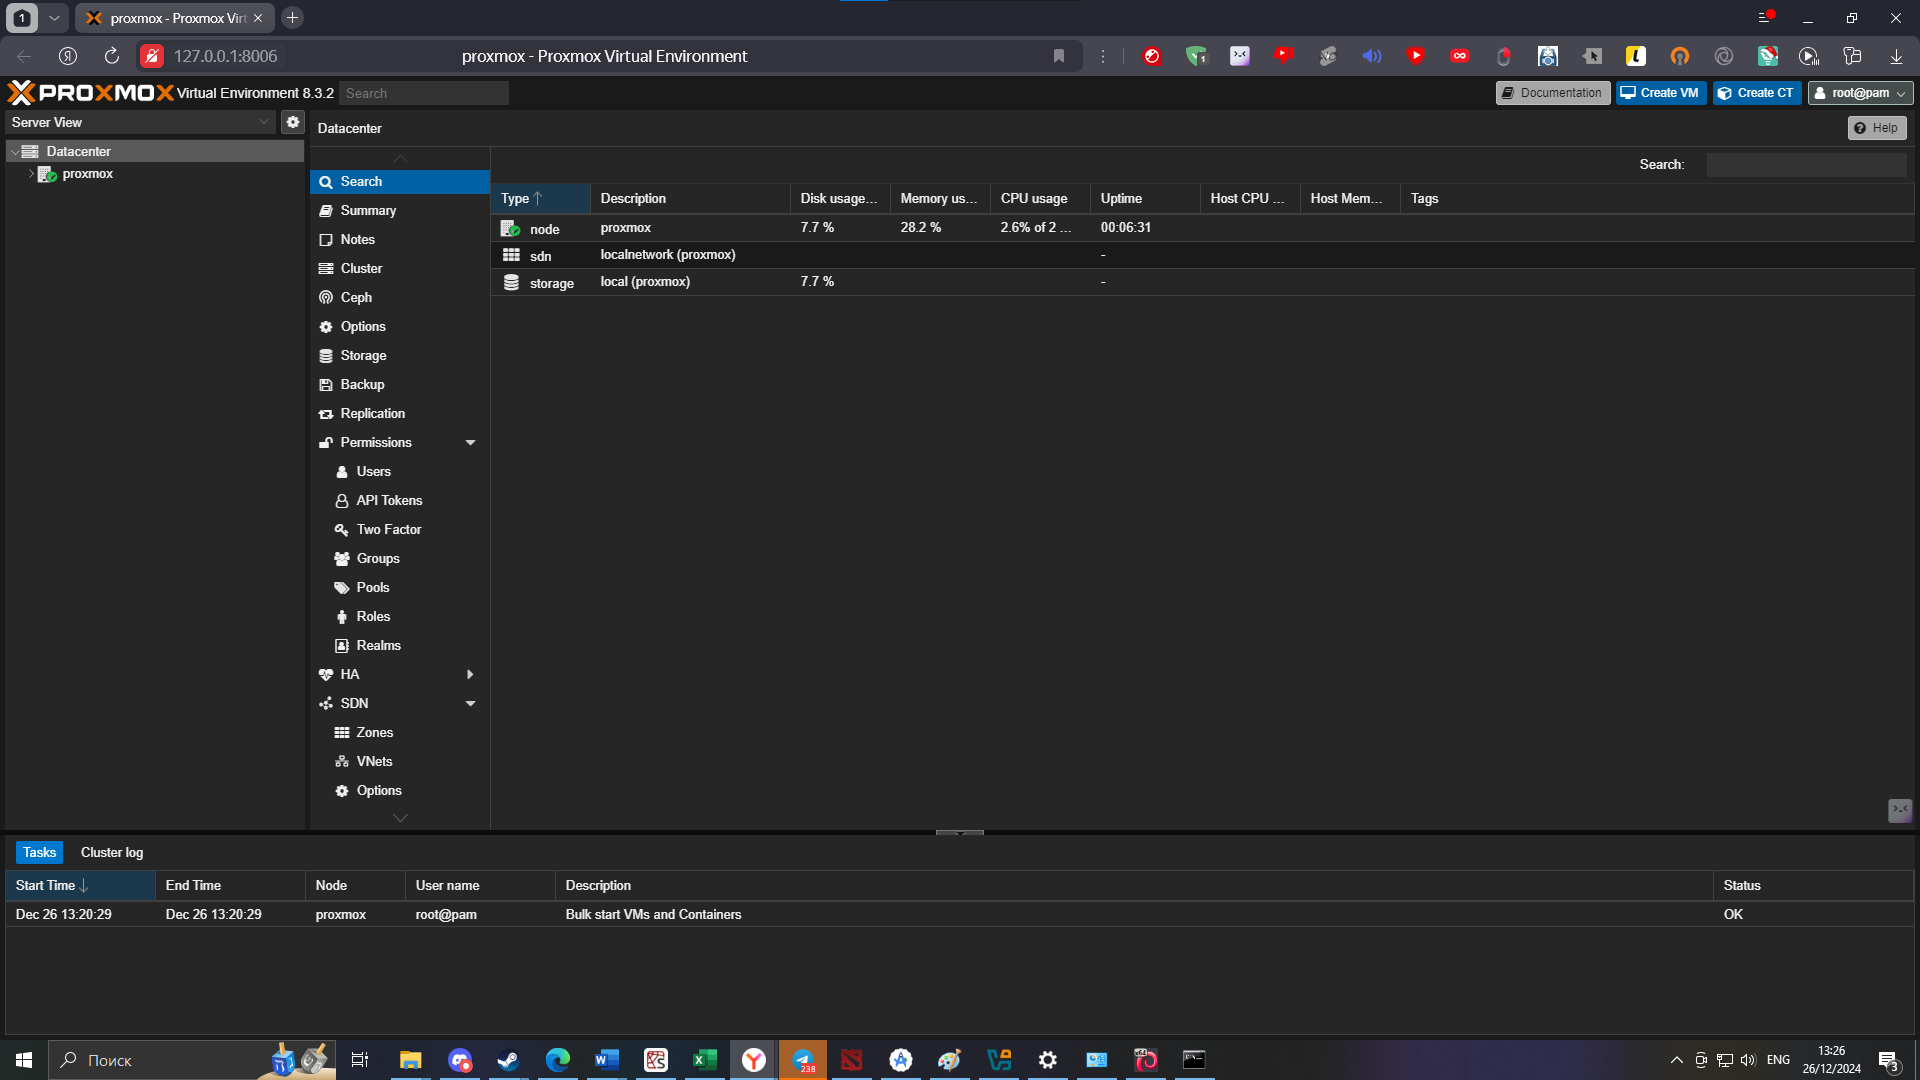 1
proxmox - Proxmox Virt
127.0.0.1:8006
proxmox - Proxmox Virtual Environment
1
PROXMOX Virtual Environment 8.3.2
Search
Documentation
Create VM
Create CT
root@pam
Server View
Datacenter
Help
Datacenter
proxmox
Search
Summary
Notes
Cluster
Ceph
Options
Storage
Backup
Replication
Permissions
Users
API Tokens
Two Factor
Groups
Pools
Roles
Realms
HA
SDN
Zones
VNets
Options
Search:
Type Description Disk usage... Memory us... CPU usage Uptime Host CPU ... Host Mem... Tags
node proxmox 7.7 % 28.2 % 2.6% of 2 ... 00:06:31
sdn localnetwork (proxmox) -
storage local (proxmox) 7.7 % -
Tasks Cluster log
Start Time End Time Node User name Description Status
Dec 26 13:20:29 Dec 26 13:20:29 proxmox root@pam Bulk start VMs and Containers OK
Поиск
238
ENG
13:26
26/12/2024
3